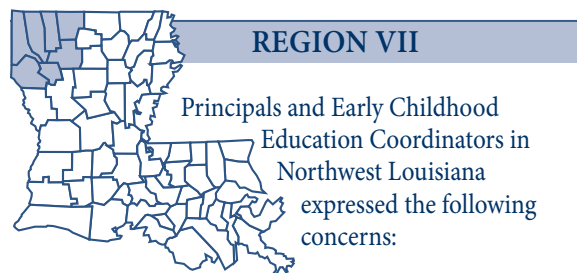 REGION VII
Principals and Early Childhood
Education Coordinators in
Northwest Louisiana
expressed the following
concerns: